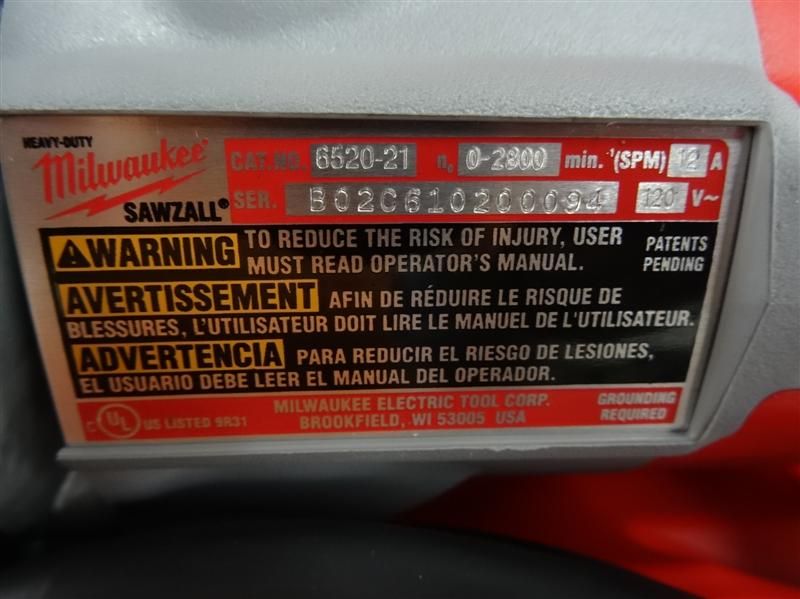 HEAVY-DUTY
Milwaukee
SAWZALL®
CAT.NO. 6520-21 n₀ 0-2800 min.⁻¹(SPM) 12 A
SER. B02C610200094 120 V~
WARNING TO REDUCE THE RISK OF INJURY, USER
MUST READ OPERATOR'S MANUAL.
PATENTS
PENDING
AVERTISSEMENT AFIN DE RÉDUIRE LE RISQUE DE
BLESSURES, L'UTILISATEUR DOIT LIRE LE MANUEL DE L'UTILISATEUR.
ADVERTENCIA PARA REDUCIR EL RIESGO DE LESIONES,
EL USUARIO DEBE LEER EL MANUAL DEL OPERADOR.
C UL US LISTED 9R31
MILWAUKEE ELECTRIC TOOL CORP.
BROOKFIELD, WI 53005 USA
GROUNDING
REQUIRED